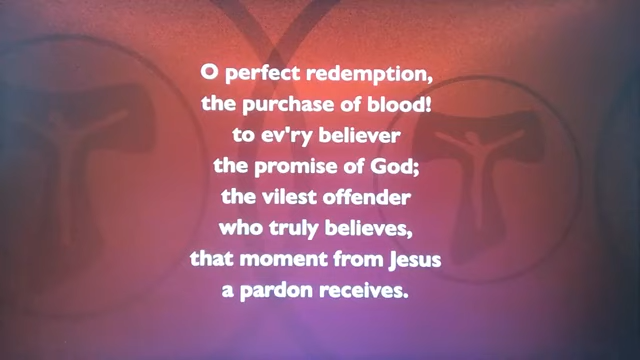 O perfect redemption,
the purchase of blood!
to ev'ry believer
the promise of God;
the vilest offender
who truly believes,
that moment from Jesus
a pardon receives.